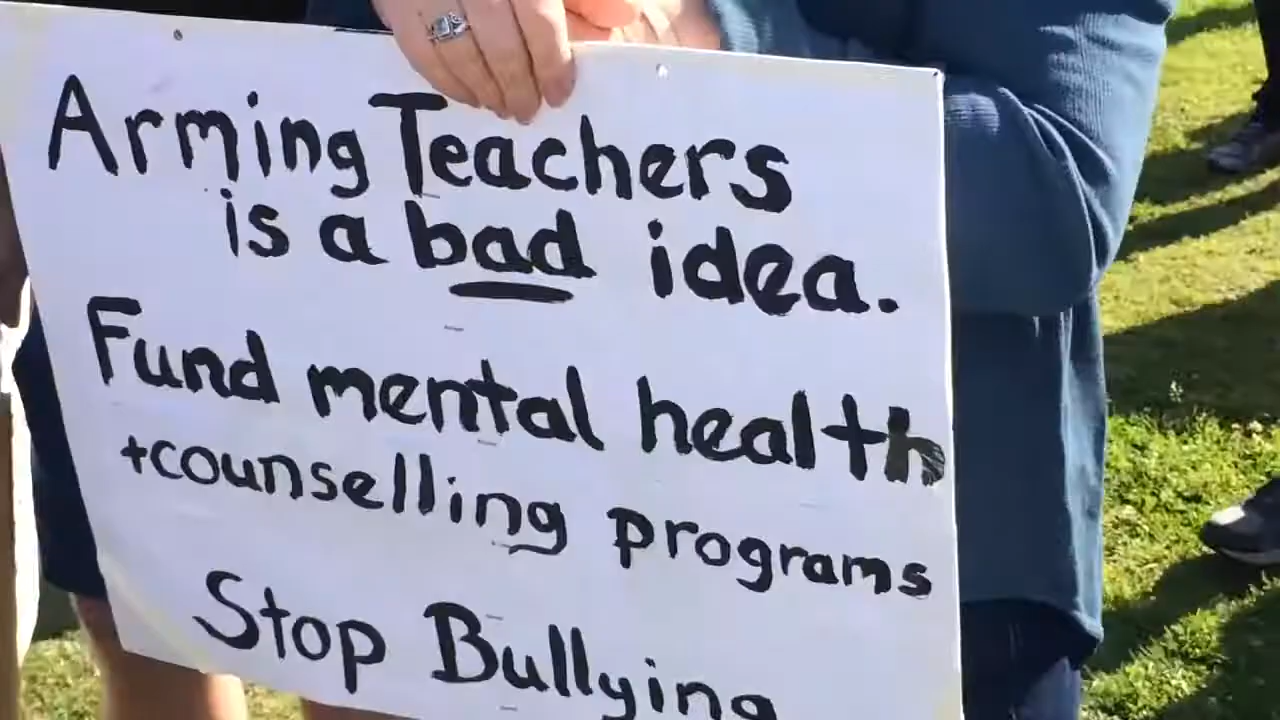 Arming Teachers
is a bad idea.
Fund mental health
+counselling programs
Stop Bullying